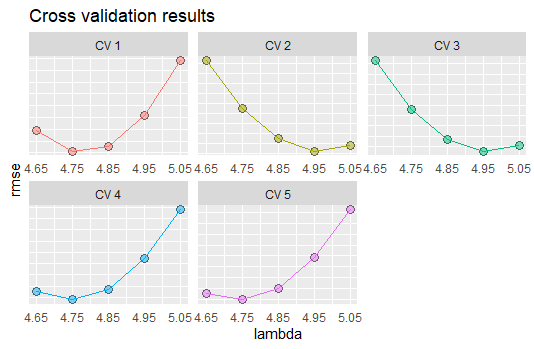 Cross validation results
CV 1 CV 2 CV 3
rmse
4.65 4.75 4.85 4.95 5.05 4.65 4.75 4.85 4.95 5.05
CV 4 CV 5
4.65 4.75 4.85 4.95 5.05 4.65 4.75 4.85 4.95 5.05 4.65 4.75 4.85 4.95 5.05
lambda